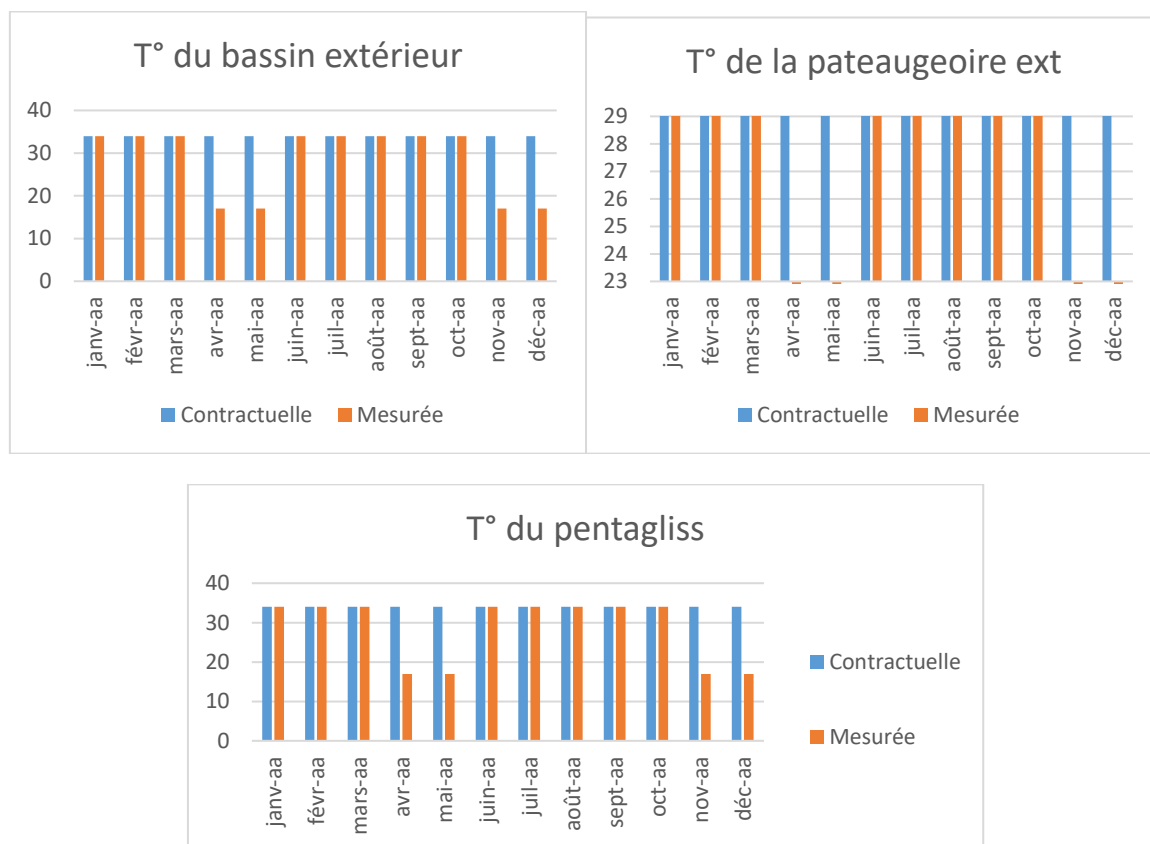 T° du bassin extérieur
40
30
20
10
0
janv-aa
févr-aa
mars-aa
avr-aa
mai-aa
juin-aa
juil-aa
août-aa
sept-aa
oct-aa
nov-aa
déc-aa
Contractuelle Mesurée
T° de la pateaugeoire ext
29
28
27
26
25
24
23
janv-aa
févr-aa
mars-aa
avr-aa
mai-aa
juin-aa
juil-aa
août-aa
sept-aa
oct-aa
nov-aa
déc-aa
Contractuelle Mesurée
T° du pentagliss
40
30
20
10
0
janv-aa
févr-aa
mars-aa
avr-aa
mai-aa
juin-aa
juil-aa
août-aa
sept-aa
oct-aa
nov-aa
déc-aa
Contractuelle
Mesurée